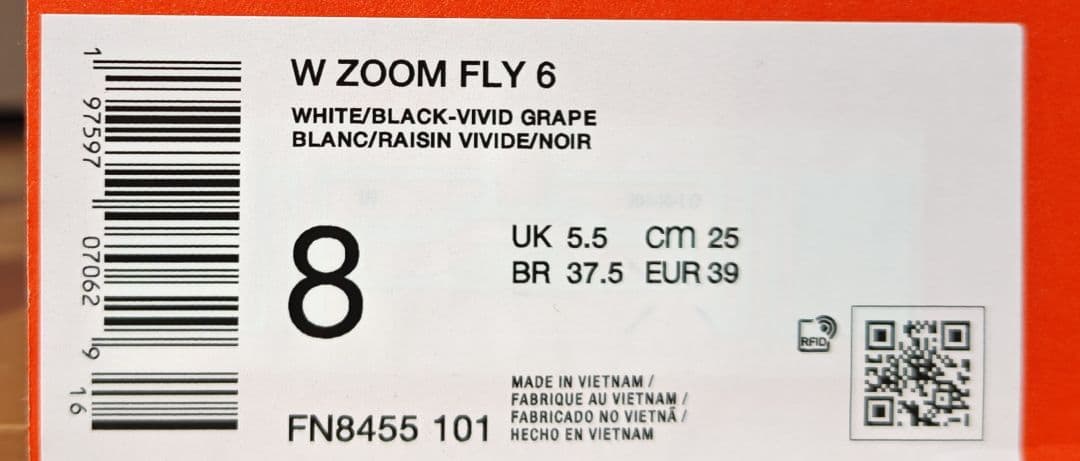 W ZOOM FLY 6
WHITE/BLACK-VIVID GRAPE
BLANC/RAISIN VIVIDE/NOIR
8
UK 5.5 cm 25
BR 37.5 EUR 39
RFID
MADE IN VIETNAM /
FABRIQUE AU VIETNAM /
FABRICADO NO VIETNÃ /
HECHO EN VIETNAM
FN8455 101
1 97597 07062 9 16